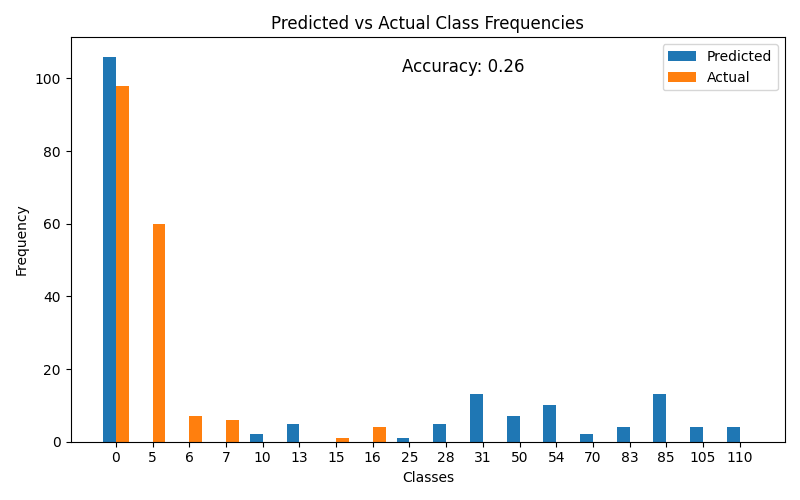 Predicted vs Actual Class Frequencies
Accuracy: 0.26
Predicted
Actual
Frequency
100
80
60
40
20
0
0 5 6 7 10 13 15 16 25 28 31 50 54 70 83 85 105 110
Classes